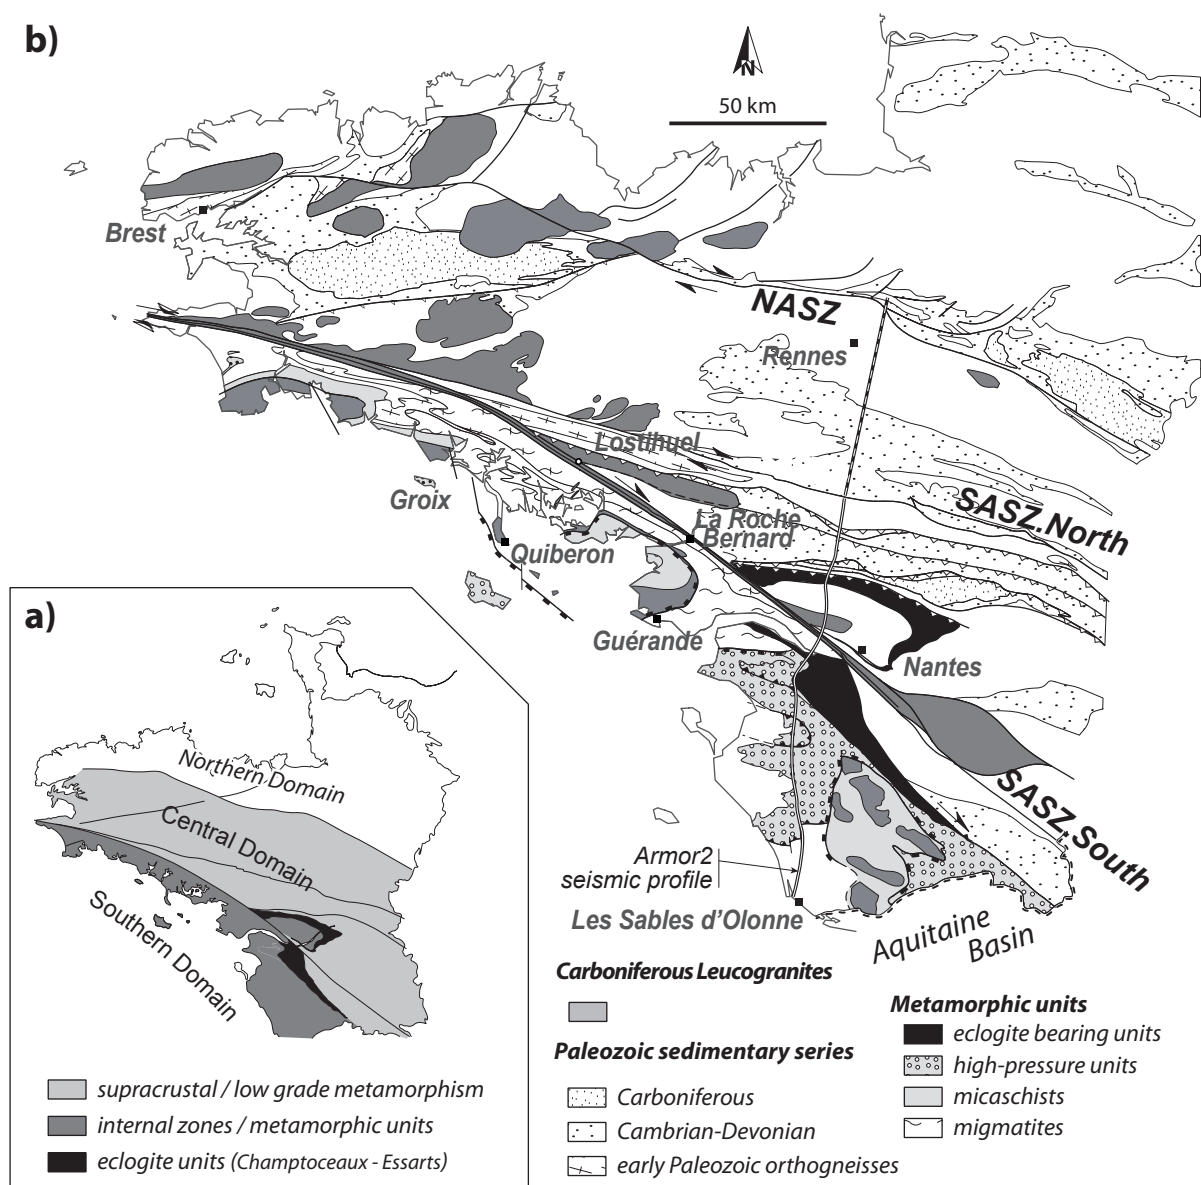 b)
N
50 km
Brest
NASZ
Rennes
Lostihuel
SASZ.North
Groix
La Roche
Bernard
Quiberon
Guérande
Nantes
SASZ.South
Armor2
seismic profile
Les Sables d'Olonne
Aquitaine
Basin
a)
Northern Domain
Central Domain
Southern Domain
supracrustal / low grade metamorphism
internal zones / metamorphic units
eclogite units (Champtoceaux - Essarts)
Carboniferous Leucogranites
Paleozoic sedimentary series
Carboniferous
Cambrian-Devonian
early Paleozoic orthogneisses
Metamorphic units
eclogite bearing units
high-pressure units
micaschists
migmatites